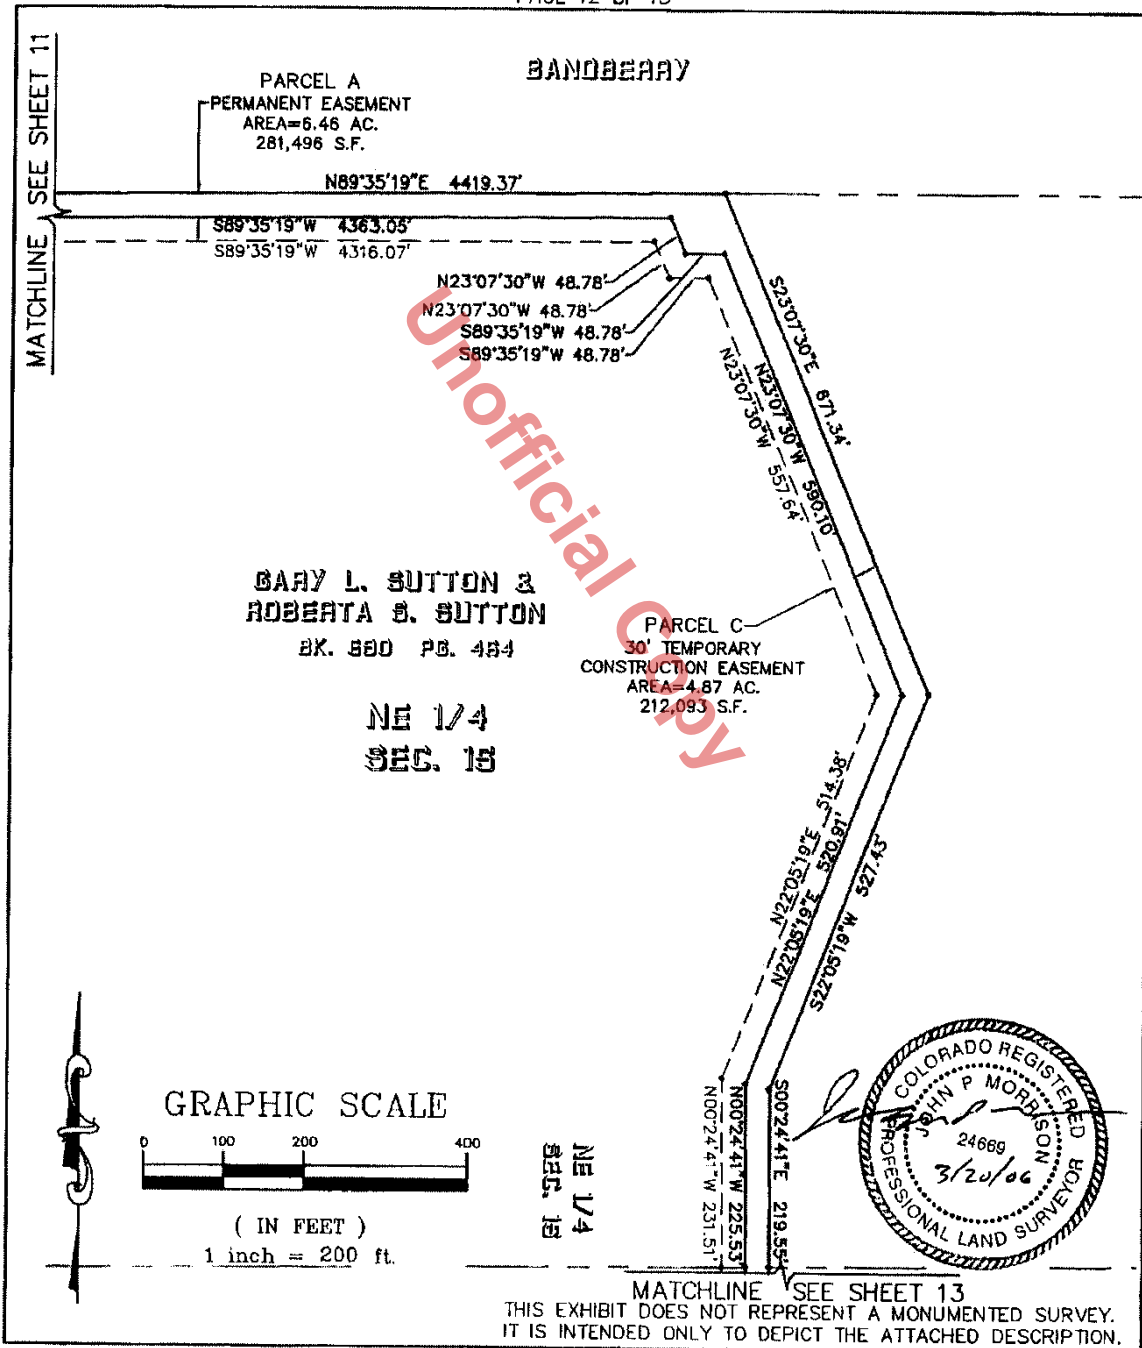 PAGE 12 OF 13
MATCHLINE SEE SHEET 11
BANDBERRY
PARCEL A
PERMANENT EASEMENT
AREA=6.46 AC.
281,496 S.F.
N89°35'19"E 4419.37'
S89°35'19"W 4363.05'
S89°35'19"W 4316.07'
N23°07'30"W 48.78'
N23°07'30"W 48.78'
S89°35'19"W 48.78'
S89°35'19"W 48.78'
S23°07'30"E 671.34'
N23°07'30"W 590.10'
N23°07'30"W 557.64'
Unofficial Copy
GARY L. SUTTON &
ROBERTA S. SUTTON
PARCEL C
30' TEMPORARY
CONSTRUCTION EASEMENT
AREA=4.87 AC.
212,093 S.F.
NE 1/4
N22°05'19"E 514.38'
N22°05'19"E 520.91'
S22°05'19"W 527.43'
N00°24'41"W 231.51'
N00°24'41"W 225.53'
S00°24'41"E 219.55'
GRAPHIC SCALE
0 100 200 400
( IN FEET )
1 inch = 200 ft.
NE 1/4
COLORADO REGISTERED
JOHN P MORRISON
24669
3/20/06
PROFESSIONAL LAND SURVEYOR
MATCHLINE SEE SHEET 13
THIS EXHIBIT DOES NOT REPRESENT A MONUMENTED SURVEY.
IT IS INTENDED ONLY TO DEPICT THE ATTACHED DESCRIPTION.